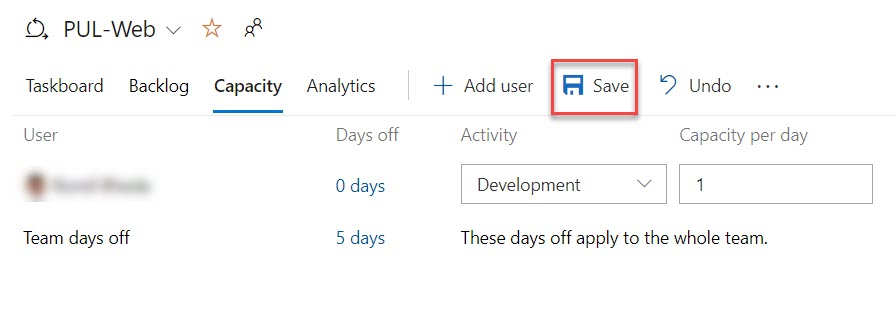 PUL-Web
Taskboard Backlog Capacity Analytics Add user Save Undo ...
User Days off Activity Capacity per day
0 days Development 1
Team days off 5 days These days off apply to the whole team.